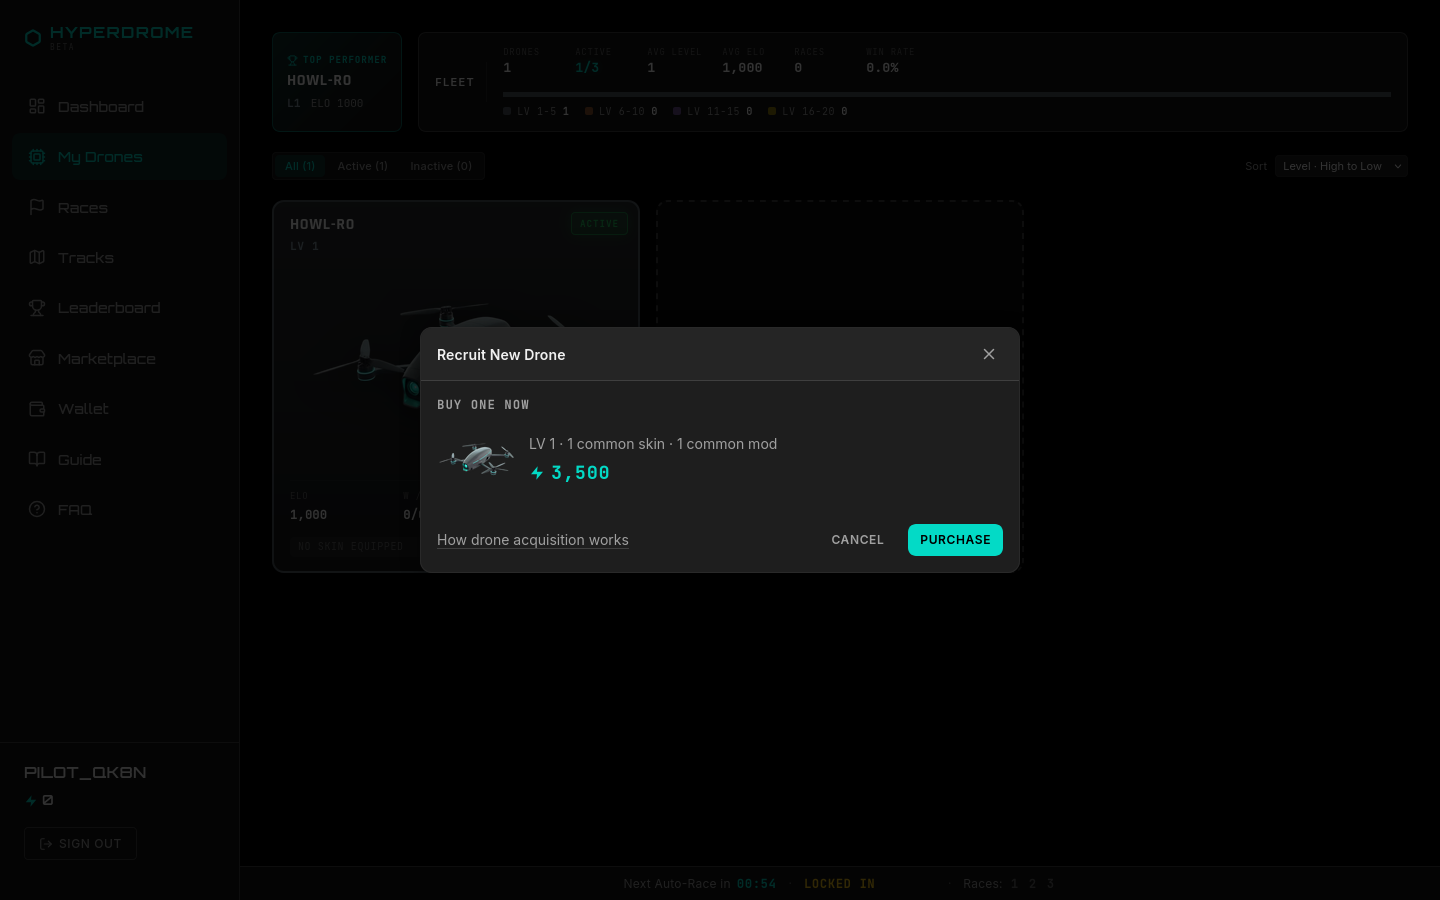 HYPERDROME
BETA
Dashboard
My Drones
Races
Tracks
Leaderboard
Marketplace
Wallet
Guide
FAQ
PILOT_QK8N
0
SIGN OUT
TOP PERFORMER
HOWL-RO
L1 ELO 1000
FLEET
DRONES ACTIVE AVG LEVEL AVG ELO RACES WIN RATE
1 1/3 1 1,000 0 0.0%
LV 1-5 1 LV 6-10 0 LV 11-15 0 LV 16-20 0
All (1) Active (1) Inactive (0)
Sort Level - High to Low
HOWL-RO
ACTIVE
LV 1
ELO
1,000
NO SKIN EQUIPPED
Recruit New Drone
BUY ONE NOW
LV 1 · 1 common skin · 1 common mod
3,500
How drone acquisition works
CANCEL
PURCHASE
Next Auto-Race in 00:54 · LOCKED IN · Races: 1 2 3